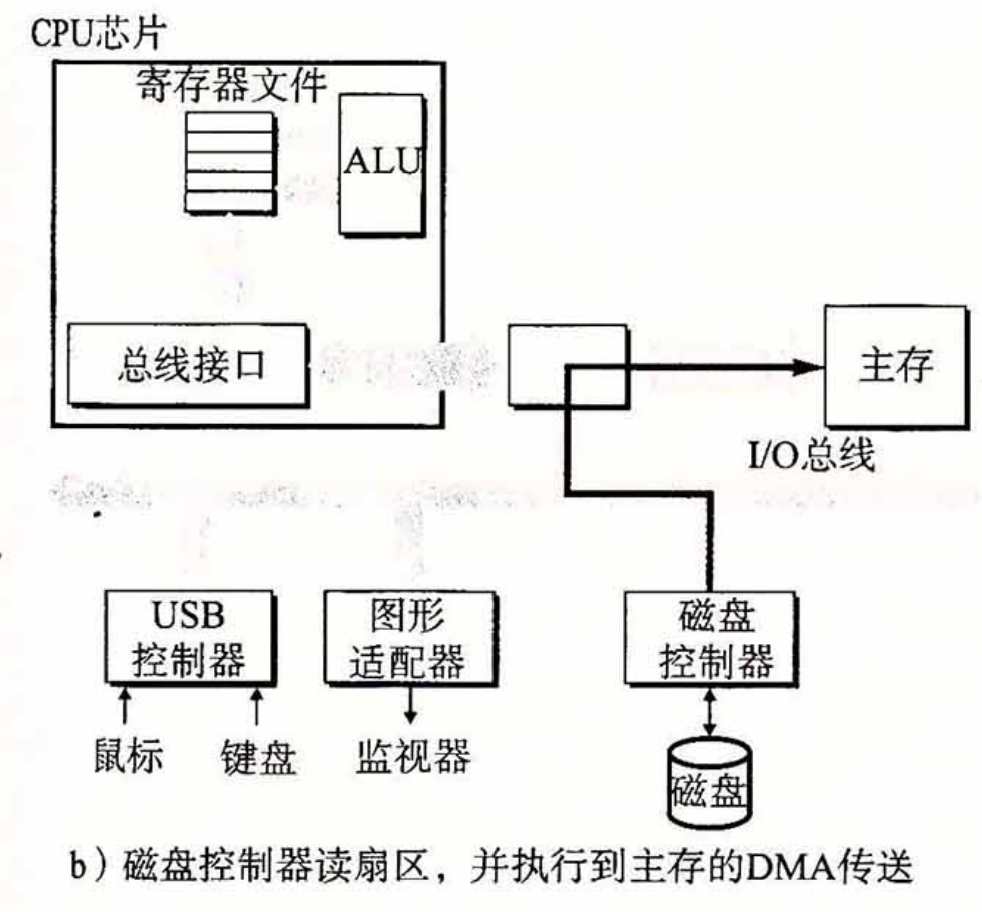 CPU芯片
寄存器文件
ALU
总线接口
主存
I/O总线
USB
控制器
图形
适配器
磁盘
控制器
鼠标
键盘
监视器
磁盘
b）磁盘控制器读扇区，并执行到主存的DMA传送